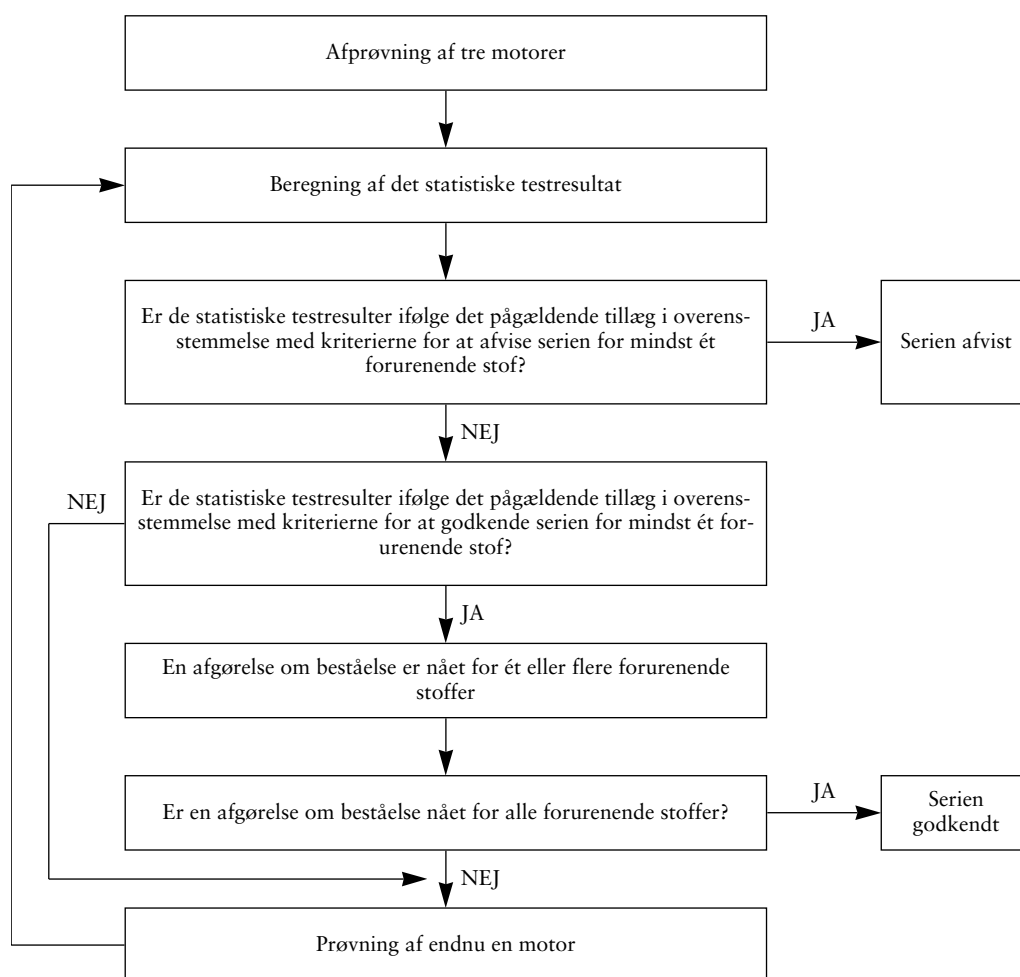 Afprøvning af tre motorer
Beregning af det statistiske testresultat
Er de statistiske testresulter ifølge det pågældende tillæg i overens-
stemmelse med kriterierne for at afvise serien for mindst ét
forurenende stof?
JA
Serien afvist
NEJ
NEJ
Er de statistiske testresulter ifølge det pågældende tillæg i overens-
stemmelse med kriterierne for at godkende serien for mindst ét for-
urenende stof?
JA
En afgørelse om beståelse er nået for ét eller flere forurenende
stoffer
Er en afgørelse om beståelse nået for alle forurenende stoffer?
JA
Serien
godkendt
NEJ
Prøvning af endnu en motor